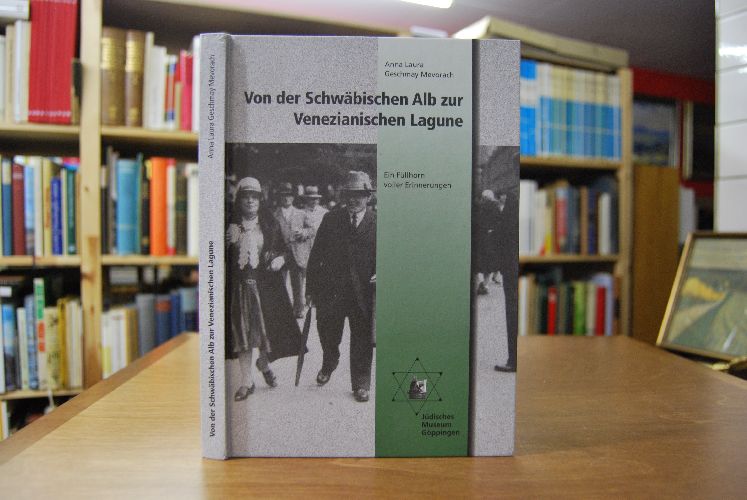 Anna Laura
Geschmay Mevorach
Von der Schwäbischen Alb zur
Venezianischen Lagune
Ein Füllhorn
voller Erinnerungen
Jüdisches
Museum
Göppingen
Anna Laura Geschmay Mevorach
Von der Schwäbischen Alb zur Venezianischen Lagune